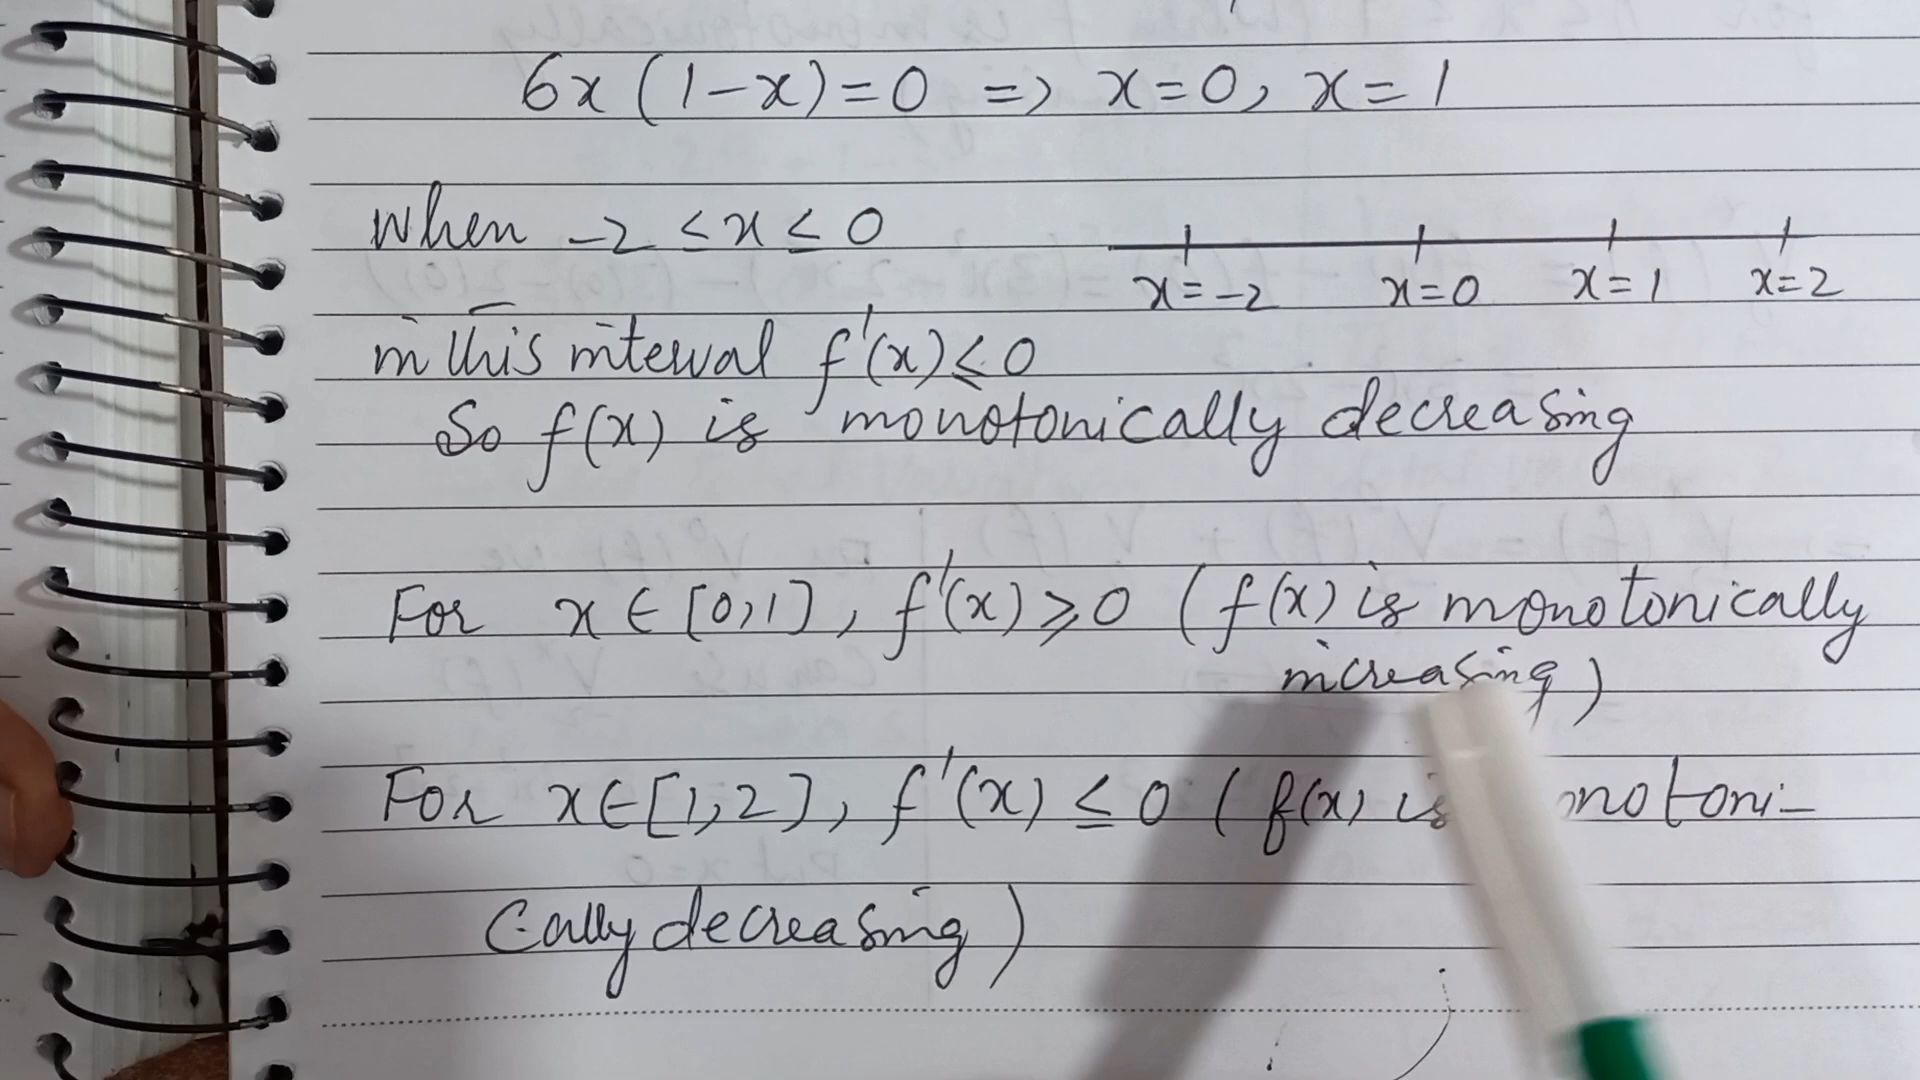 6x (1-x) = 0 => x=0, x=1
When -2 ≤ x ≤ 0
x=-2 x=0 x=1 x=2
in this interval f'(x) ≤ 0
So f(x) is monotonically decreasing
For x ∈ [0,1], f'(x) ≥ 0 (f(x) is monotonically
increasing)
For x ∈ [1,2], f'(x) ≤ 0 (f(x) is monotoni-
cally decreasing)